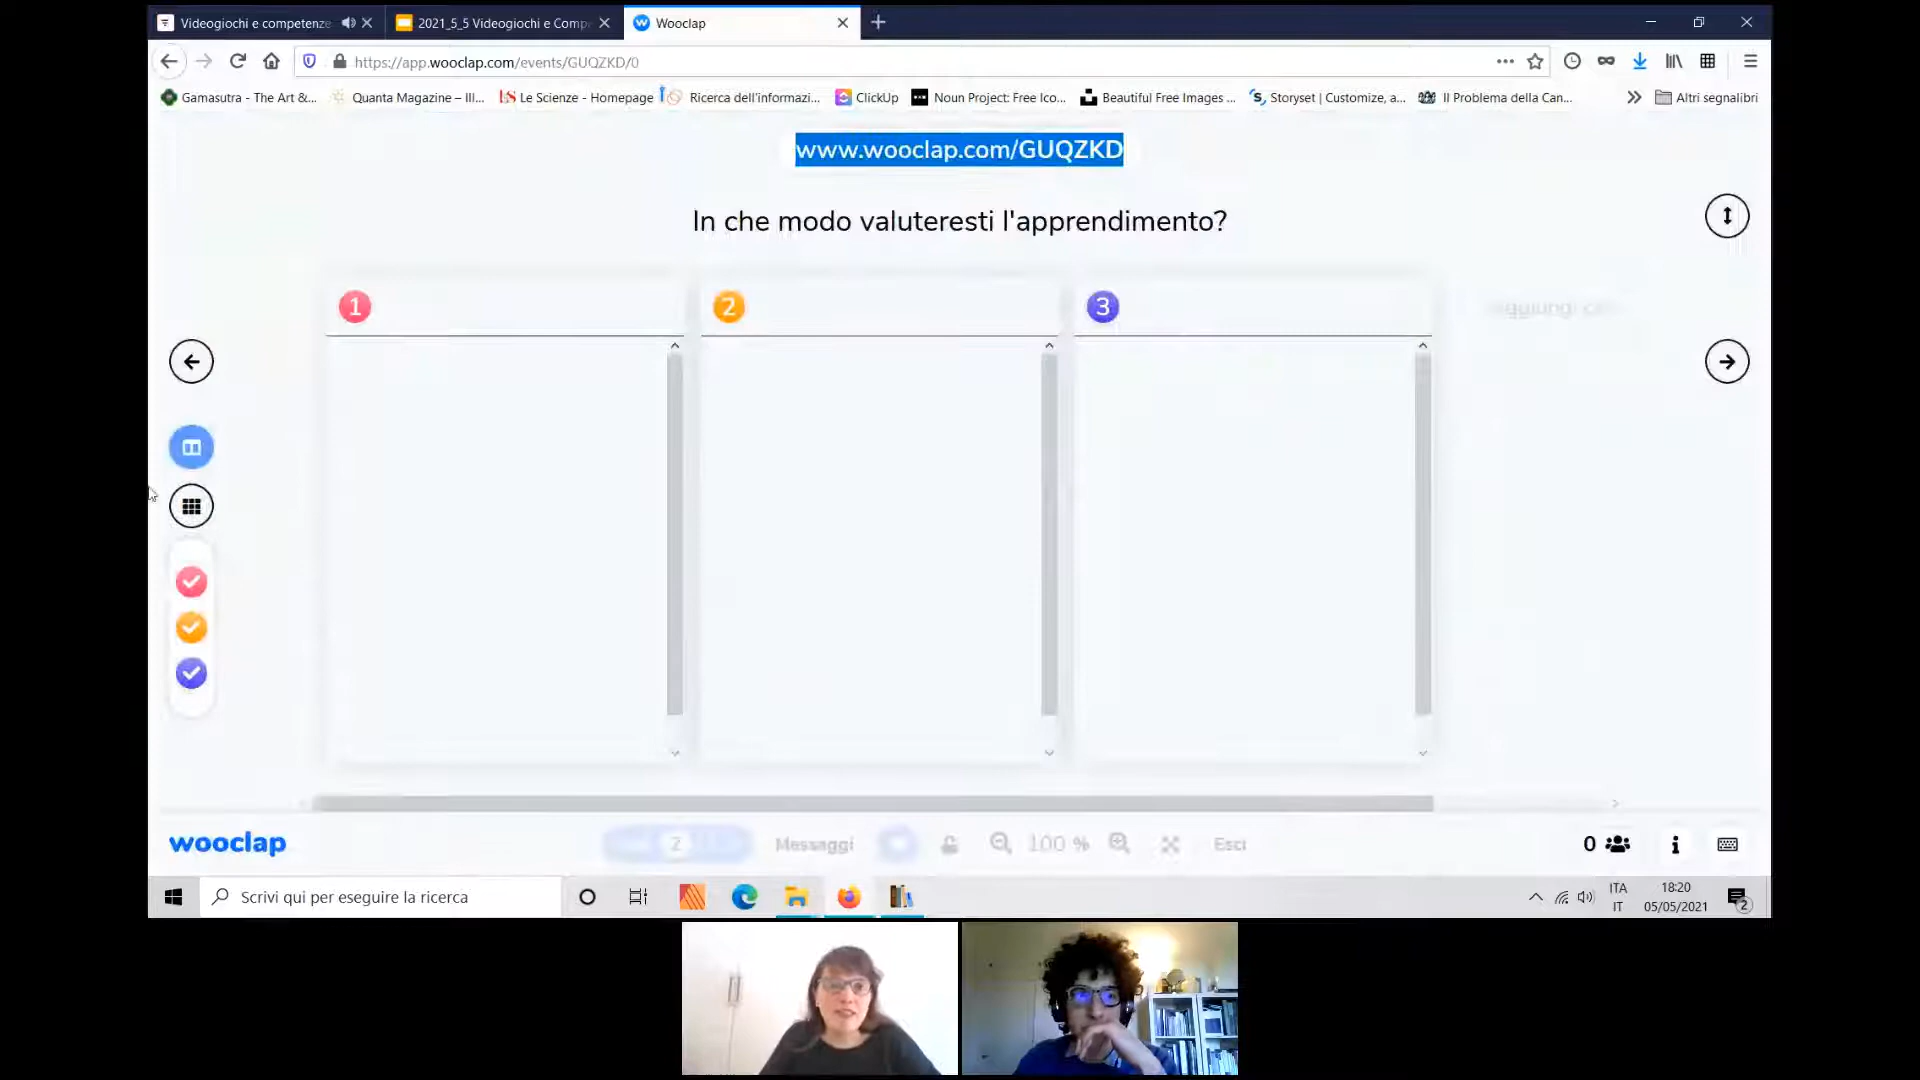 Videogiochi e competenze
2021_5_5 Videogiochi e Comp
Wooclap
https://app.wooclap.com/events/GUQZKD/0
Gamasutra - The Art &...
Quanta Magazine – Ill...
LS Le Scienze - Homepage
Ricerca dell'informazi...
ClickUp
Noun Project: Free Ico...
Beautiful Free Images ...
Storyset | Customize, a...
Il Problema della Can...
Altri segnalibri
www.wooclap.com/GUQZKD
In che modo valuteresti l'apprendimento?
1
2
3
wooclap
2
Messaggi
100 %
Esci
0
Scrivi qui per eseguire la ricerca
ITA
IT
18:20
05/05/2021
2